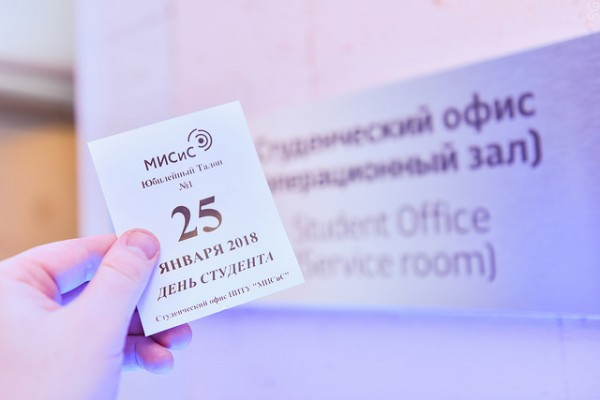 МИСиС
Юбилейный Талон
№1
25
ЯНВАРЯ 2018
ДЕНЬ СТУДЕНТА
Студенческий офис НИТУ "МИСиС"
Студенческий офис
(операционный зал)
Student Office
(Service room)